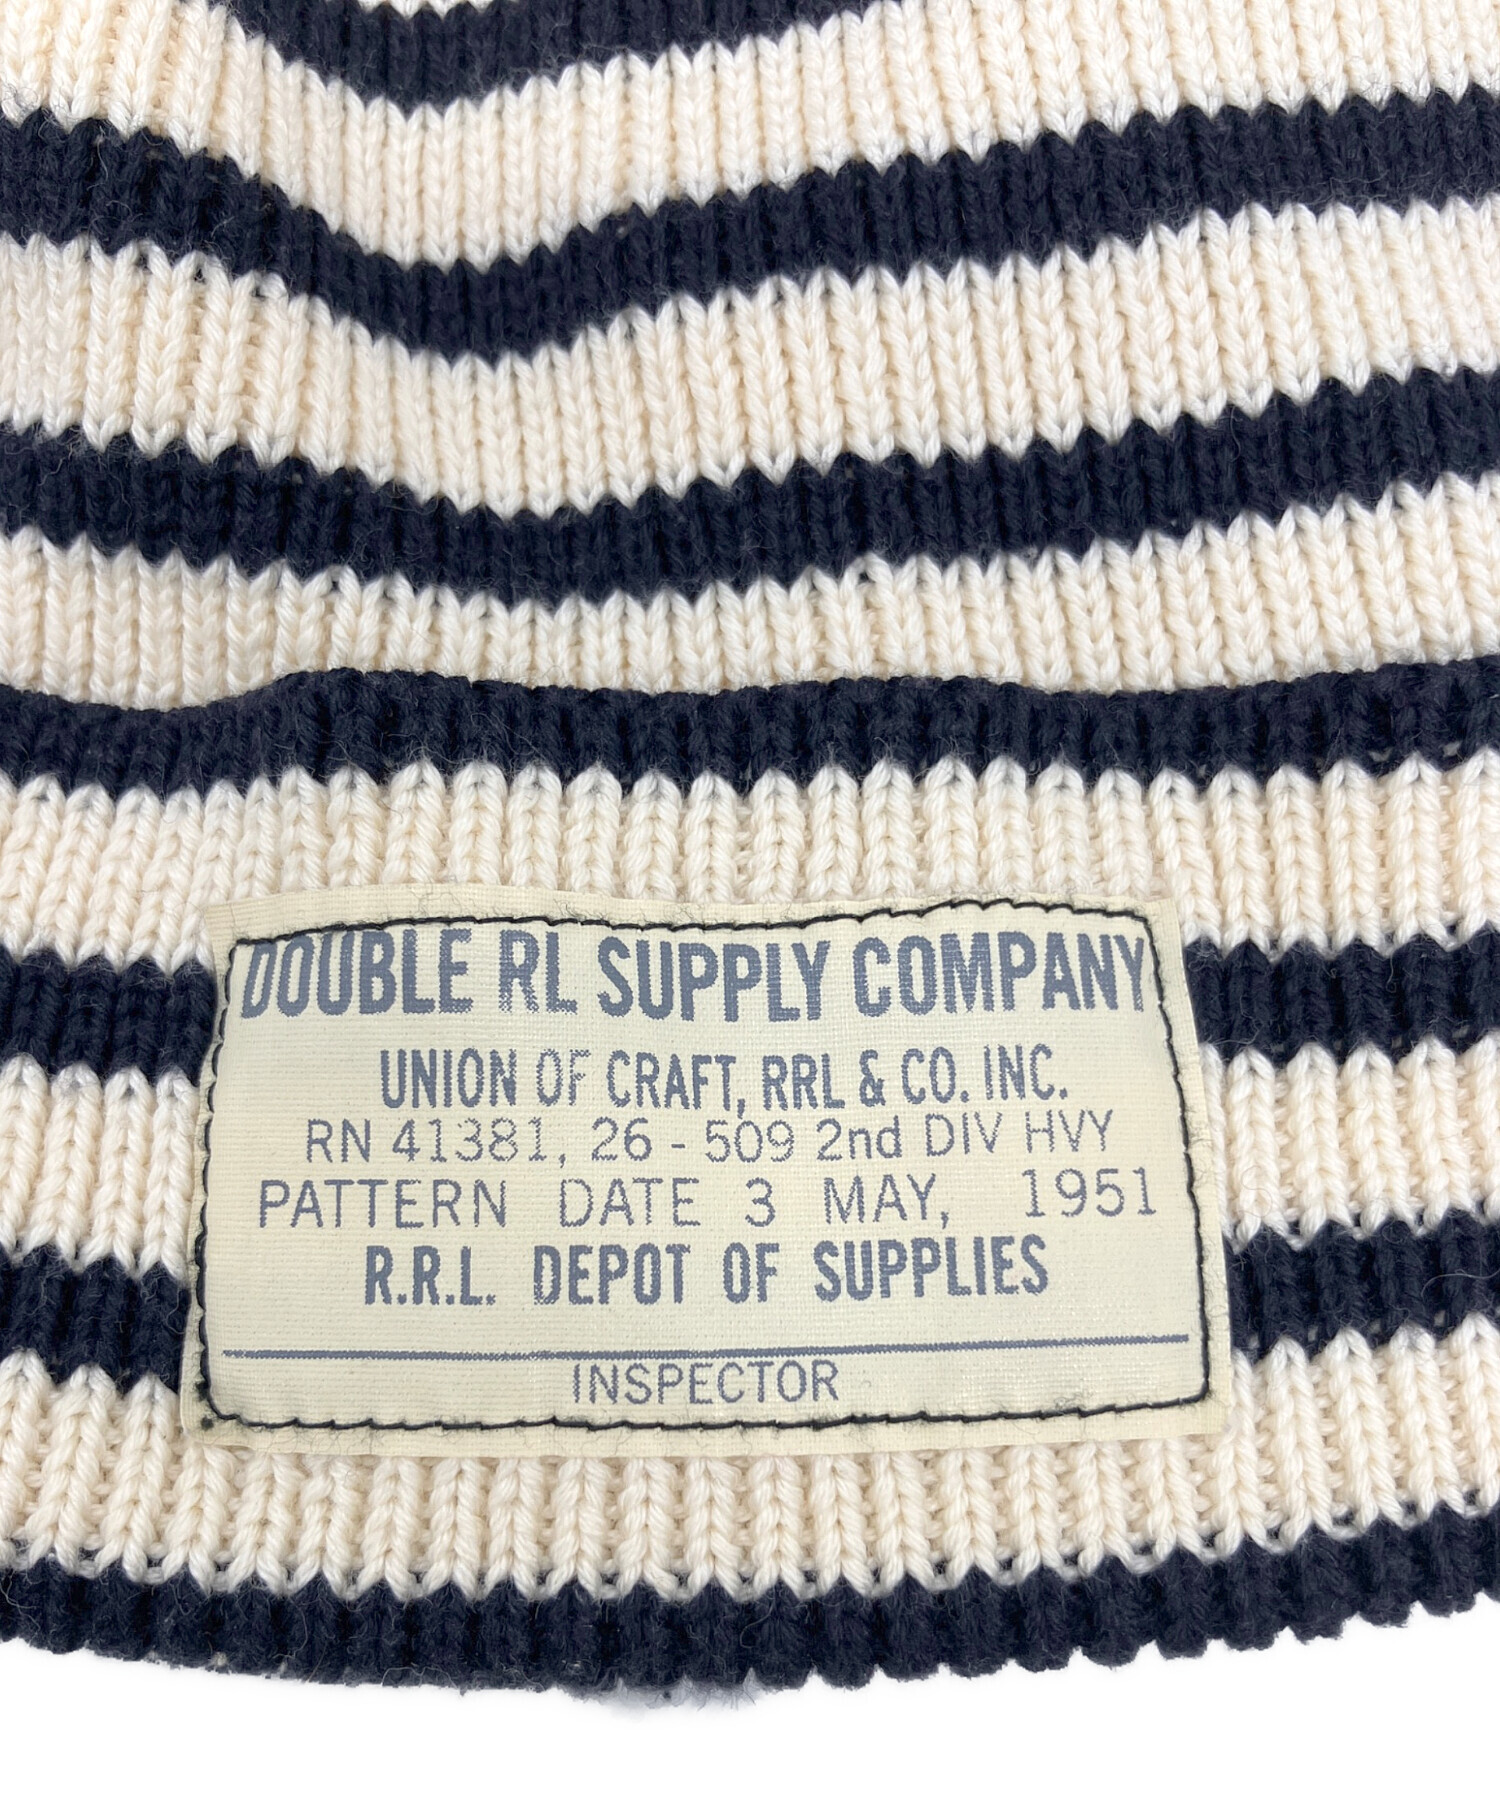 DOUBLE RL SUPPLY COMPANY
UNION OF CRAFT, RRL & CO. INC.
RN 41381, 26 - 509 2nd DIV HVY
PATTERN DATE 3 MAY, 1951
R.R.L. DEPOT OF SUPPLIES
INSPECTOR